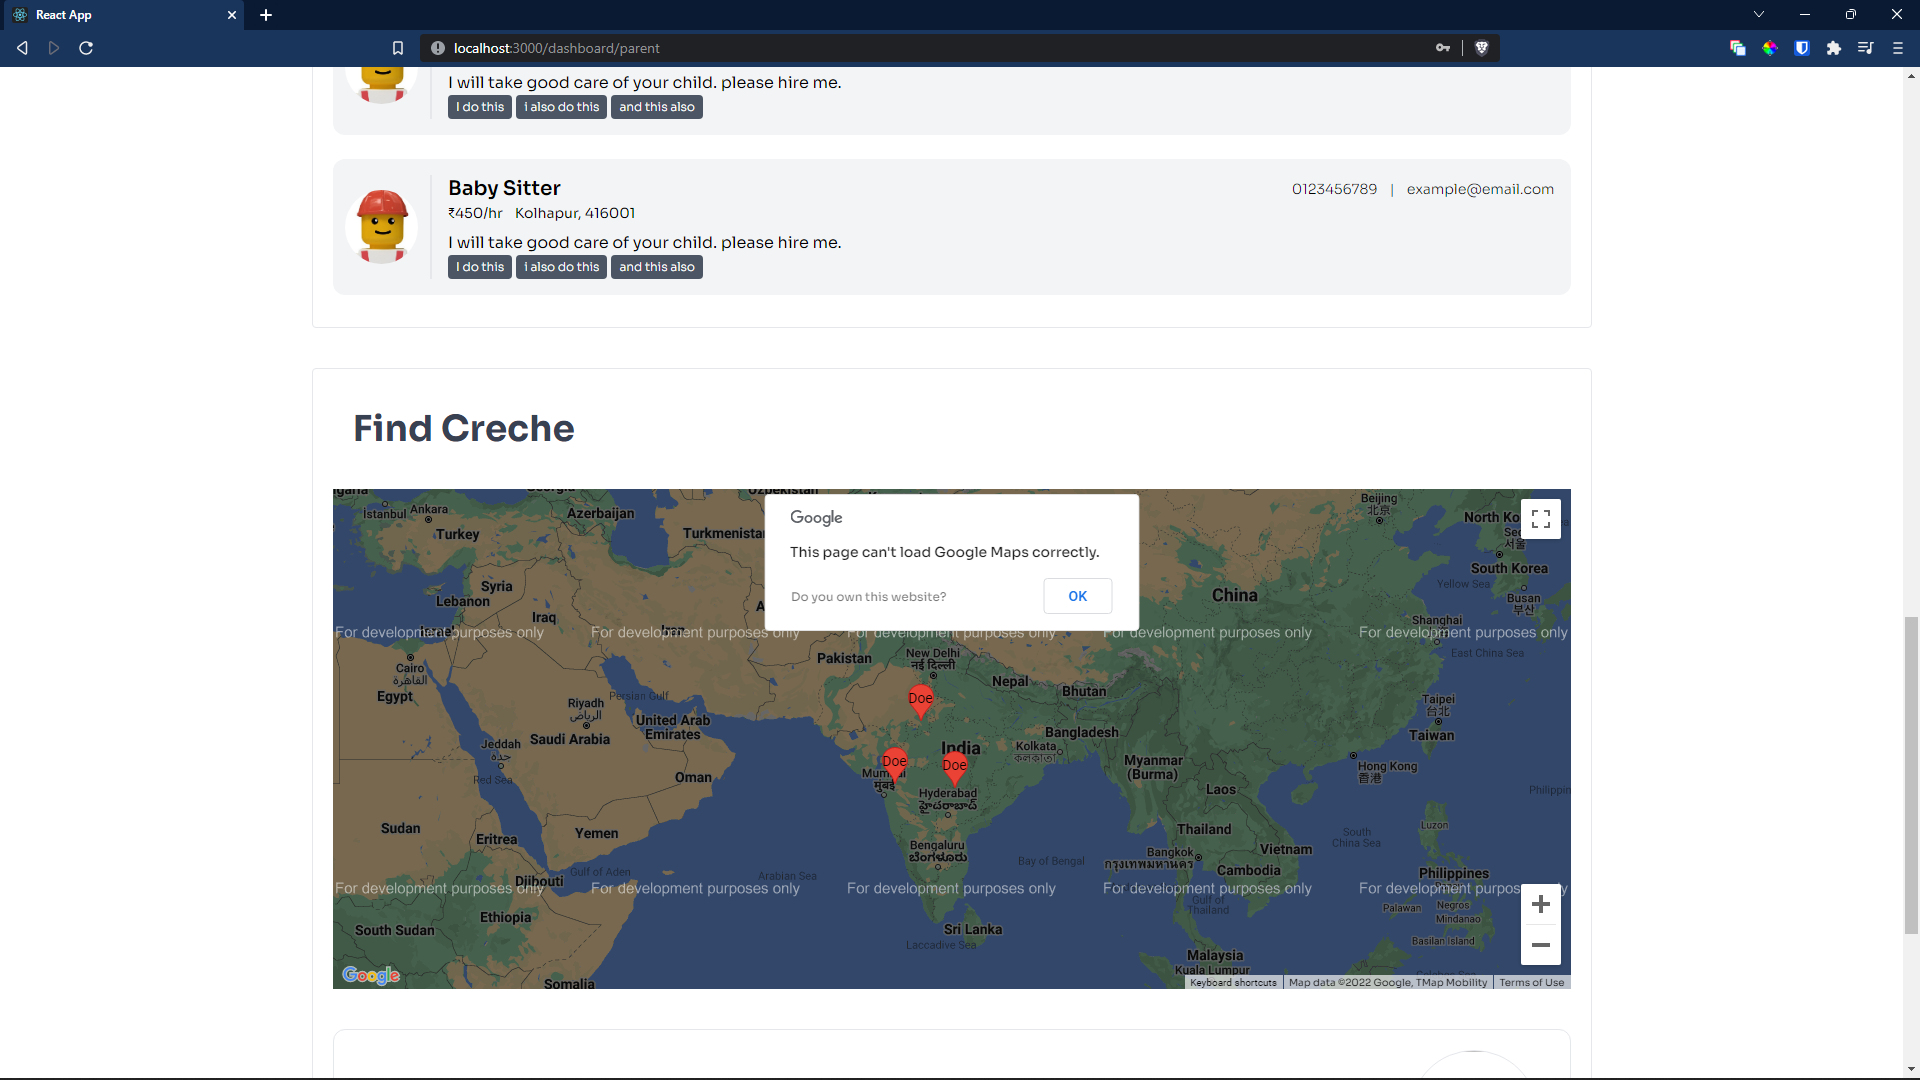 React App
localhost:3000/dashboard/parent
I will take good care of your child. please hire me.
I do this i also do this and this also
Baby Sitter
0123456789 | example@email.com
₹450/hr Kolhapur, 416001
I will take good care of your child. please hire me.
I do this i also do this and this also
Find Creche
Google
This page can't load Google Maps correctly.
Do you own this website?
OK
Beijing
北京
Istanbul
Ankara
Azerbaijan
Turkey
Turkmenista
North Ko
서울
South Korea
Yellow Sea
Syria
Lebanon
Iraq
China
Busan
부산
Shanghai
East China Sea
For development purposes only
For development purposes only
For development purposes only
For development purposes only
For development purposes only
Cairo
القاهرة
Egypt
Pakistan
New Delhi
नई दिल्ली
Nepal
Bhutan
Persian Gulf
Riyadh
الرياض
United Arab
Emirates
Doe
Taipei
台北
Taiwan
Jeddah
جدة
Saudi Arabia
Red Sea
India
Kolkata
কলকাতা
Bangladesh
Myanmar
(Burma)
Hong Kong
香港
Oman
Doe
Doe
मुंबई
Hyderabad
హైదరాబాద్
Laos
Philippin
Sudan
Eritrea
Yemen
Thailand
Luzon
South
China Sea
Bengaluru
ಬೆಂಗಳೂರು
Bay of Bengal
Bangkok
กรุงเทพมหานคร
Vietnam
Cambodia
Gulf of Aden
Arabian Sea
Djibouti
Philippines
For development purposes only
For development purposes only
For development purposes only
For development purposes only
For development purposes only
Gulf of
Thailand
Palawan
Negros
Mindanao
Basilan Island
Ethiopia
South Sudan
Sri Lanka
Laccadive Sea
Malaysia
Kuala Lumpur
Somalia
Google
Keyboard shortcuts
Map data ©2022 Google, TMap Mobility
Terms of Use